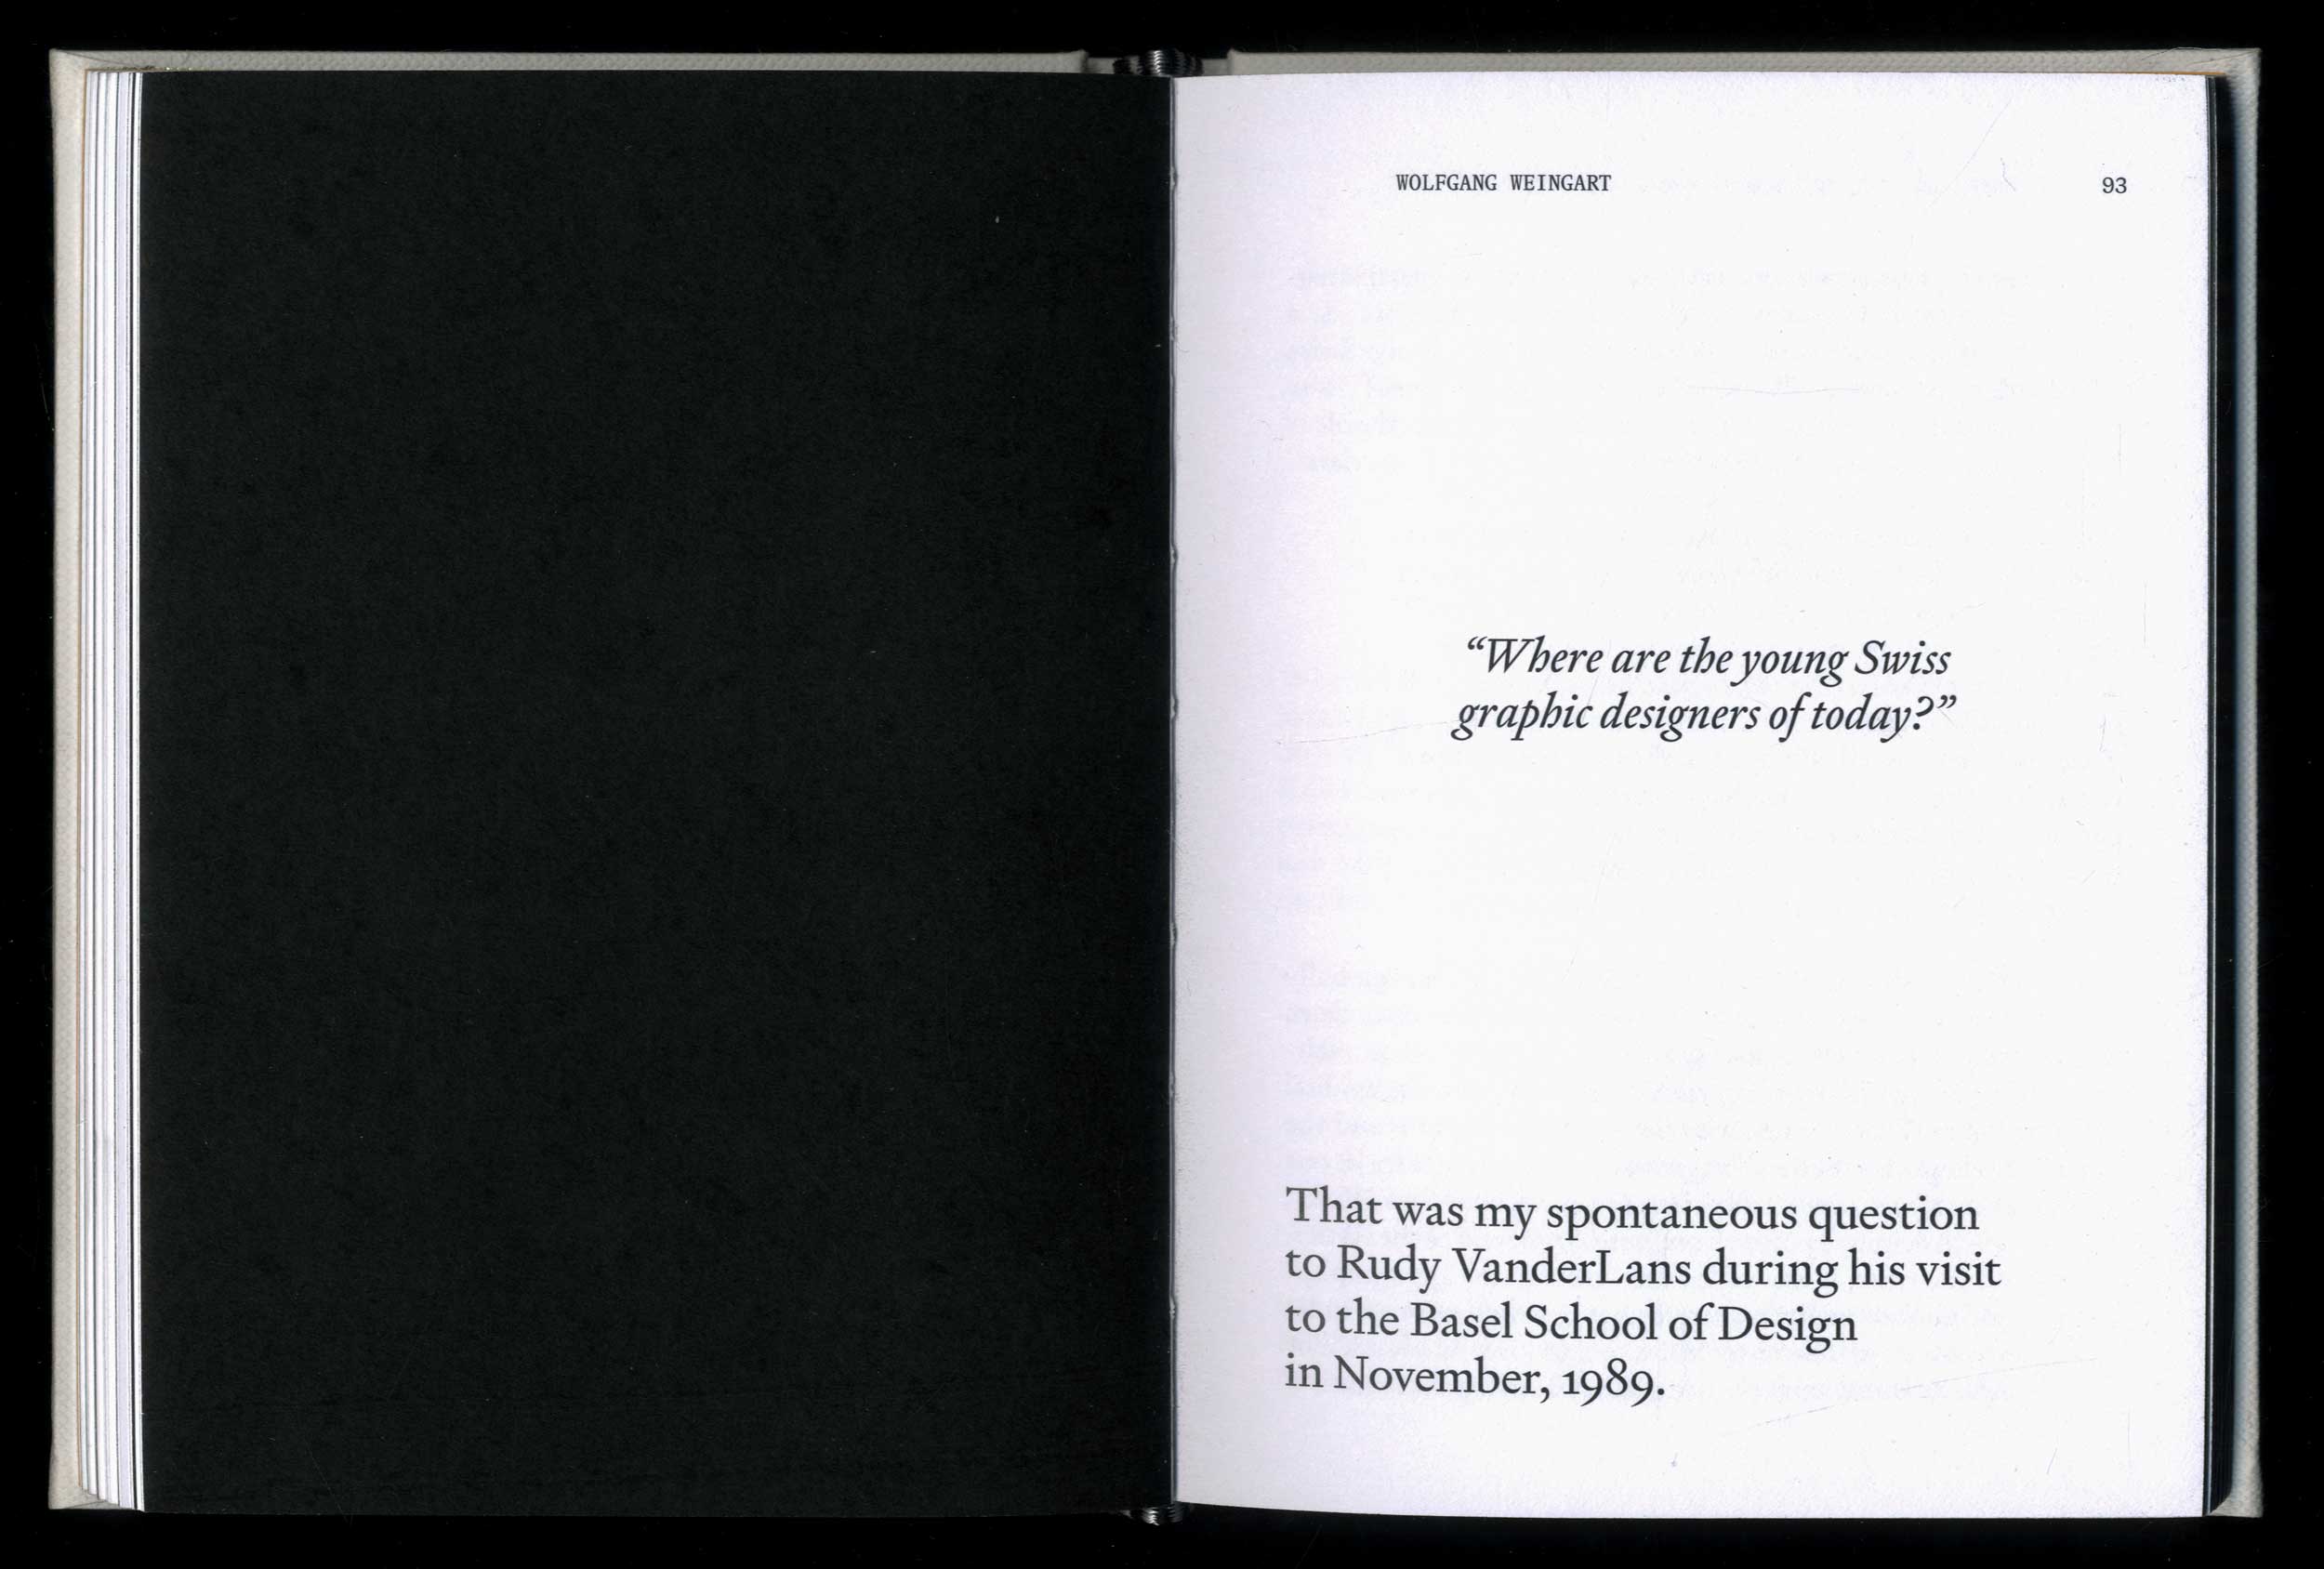 WOLFGANG WEINGART 93
“Where are the young Swiss
graphic designers of today?”
That was my spontaneous question
to Rudy VanderLans during his visit
to the Basel School of Design
in November, 1989.